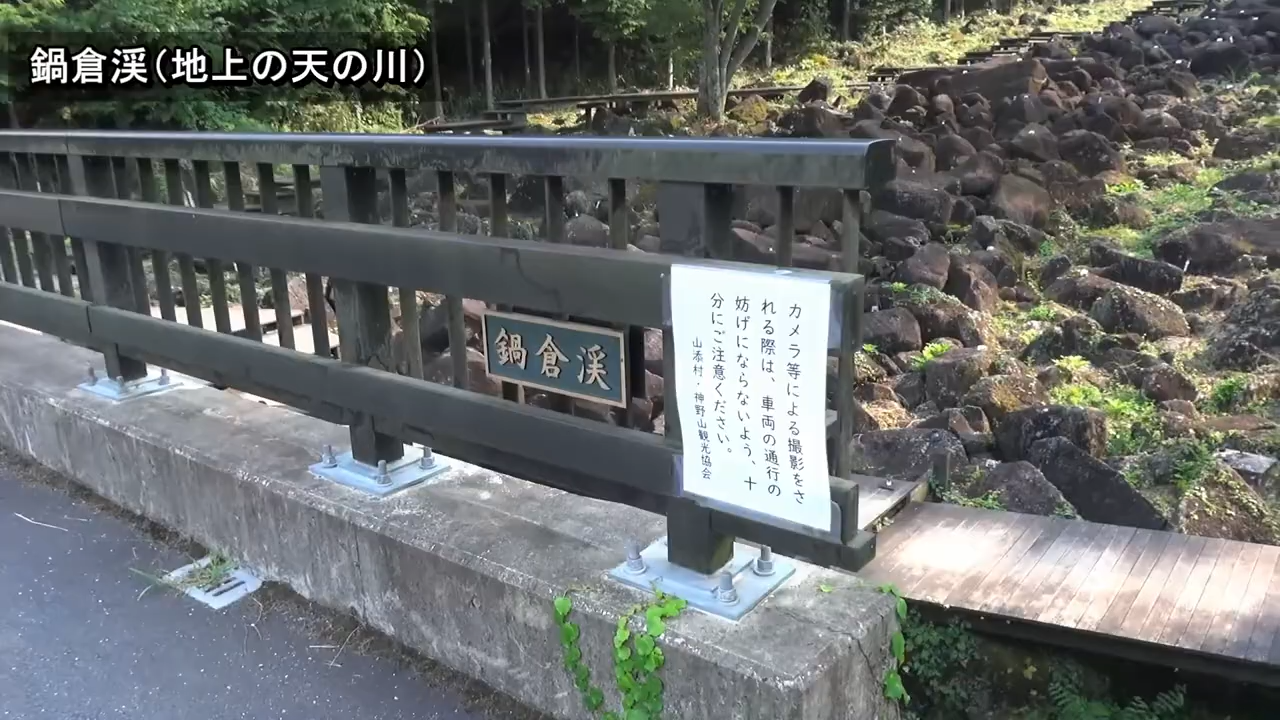 鍋倉渓(地上の天の川)
鍋倉渓
カメラ等による撮影をさ
れる際は、車両の通行の
妨げにならないよう、十
分にご注意ください。
山添村・神野山観光協会